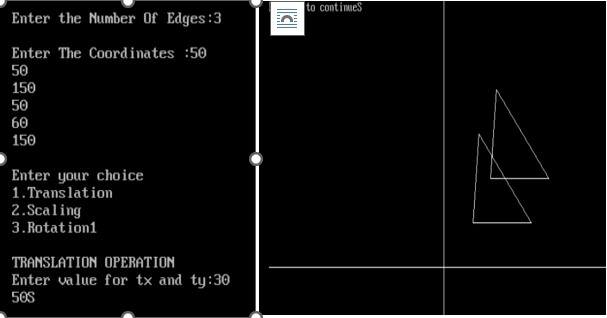 Enter the Number Of Edges:3
Enter The Coordinates :50
50
150
50
60
150
Enter your choice
1.Translation
2.Scaling
3.Rotation1
TRANSLATION OPERATION
Enter value for tx and ty:30
50S
to continueS